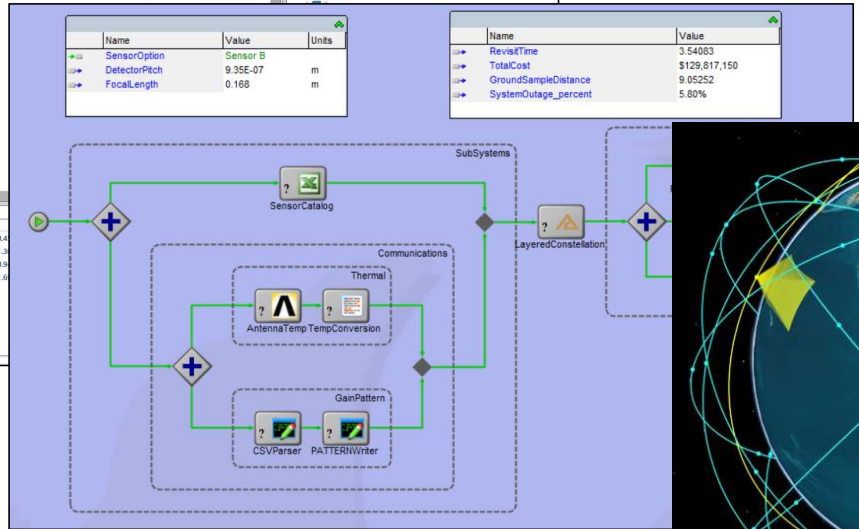 Name Value Units
SensorOption Sensor B
DetectorPitch 9.35E-07 m
FocalLength 0.168 m
Name Value
RevisitTime 3.54083
TotalCost $129,817,150
GroundSampleDistance 9.05252
SystemOutage_percent 5.80%
SubSystems
? SensorCatalog
? LayeredConstellation
Communications
Thermal
? AntennaTemp ? TempConversion
GainPattern
? CSVParser ? PATTERNWriter